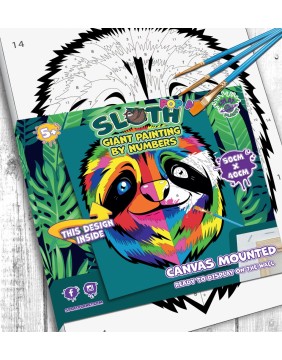 14
5+
SLOTH
GIANT PAINTING
BY NUMBERS
50CM
X
40CM
THIS DESIGN
INSIDE
CANVAS MOUNTED
READY TO DISPLAY ON THE WALL